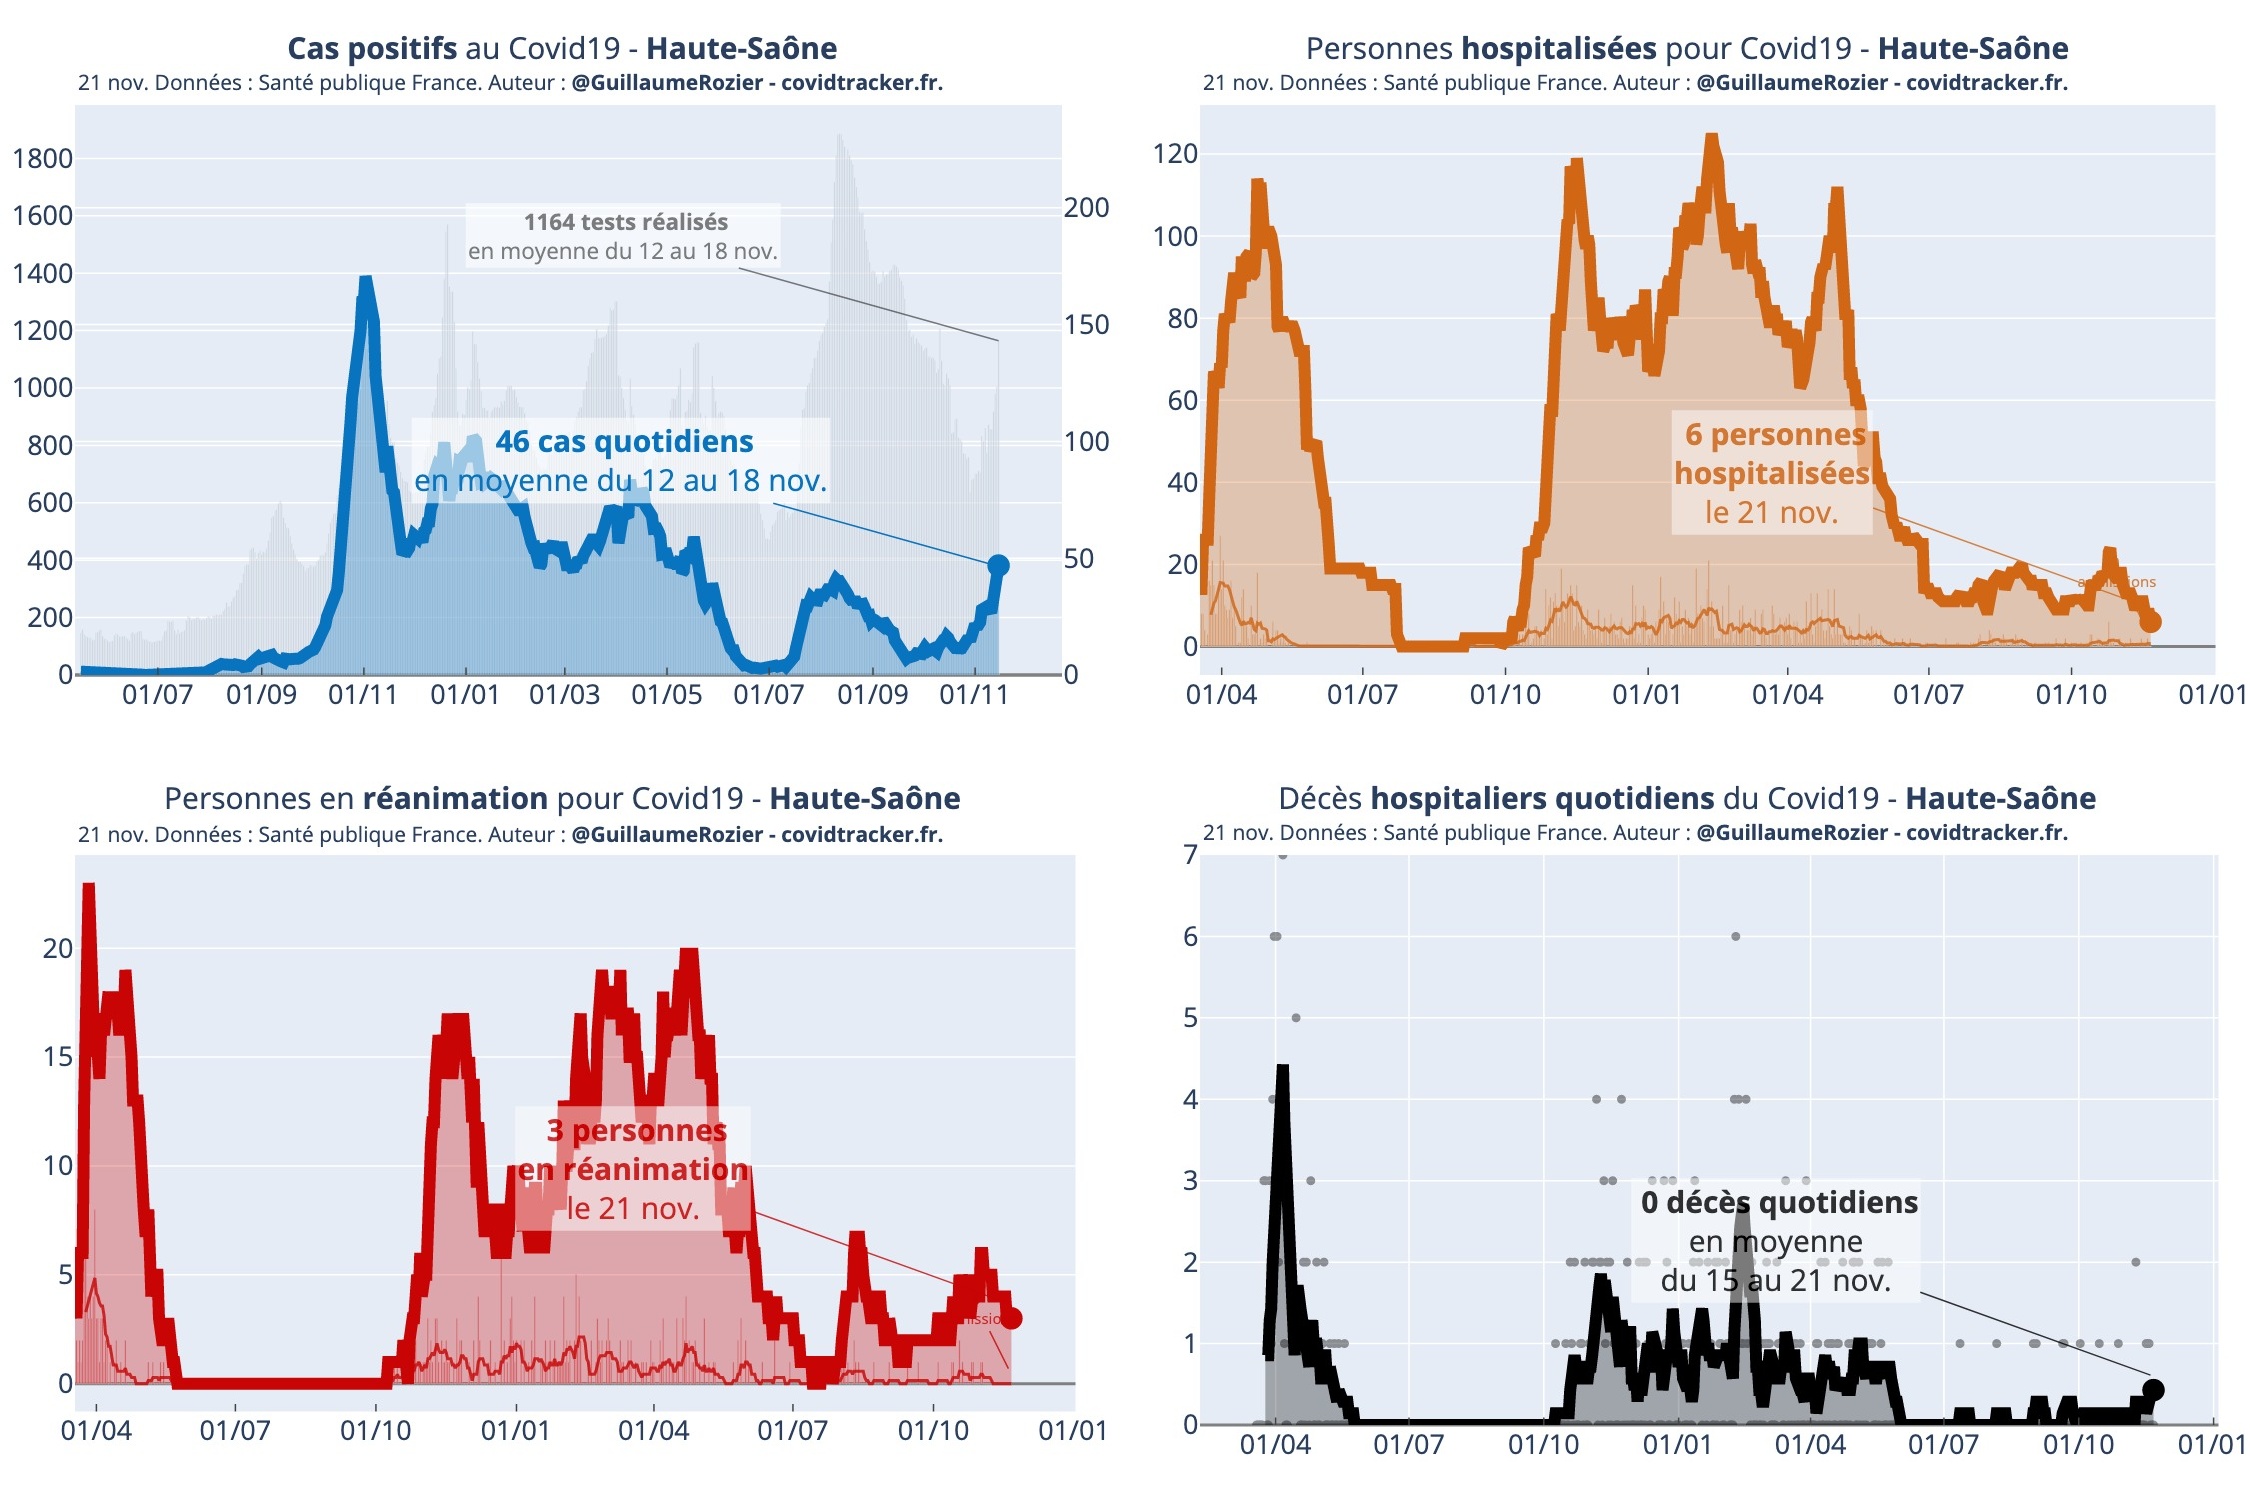 Cas positifs au Covid19 - Haute-Saône
21 nov. Données : Santé publique France. Auteur : @GuillaumeRozier - covidtracker.fr.
1800
1600
1400
1200
1000
800
600
400
200
0
200
150
100
50
0
1164 tests réalisés
en moyenne du 12 au 18 nov.
46 cas quotidiens
en moyenne du 12 au 18 nov.
01/07 01/09 01/11 01/01 01/03 01/05 01/07 01/09 01/11
Personnes hospitalisées pour Covid19 - Haute-Saône
21 nov. Données : Santé publique France. Auteur : @GuillaumeRozier - covidtracker.fr.
120
100
80
60
40
20
0
6 personnes
hospitalisées
le 21 nov.
01/04 01/07 01/10 01/01 01/04 01/07 01/10 01/01
Personnes en réanimation pour Covid19 - Haute-Saône
21 nov. Données : Santé publique France. Auteur : @GuillaumeRozier - covidtracker.fr.
20
15
10
5
0
3 personnes
en réanimation
le 21 nov.
01/04 01/07 01/10 01/01 01/04 01/07 01/10 01/01
Décès hospitaliers quotidiens du Covid19 - Haute-Saône
21 nov. Données : Santé publique France. Auteur : @GuillaumeRozier - covidtracker.fr.
7
6
5
4
3
2
1
0
0 décès quotidiens
en moyenne
du 15 au 21 nov.
01/04 01/07 01/10 01/01 01/04 01/07 01/10 01/01